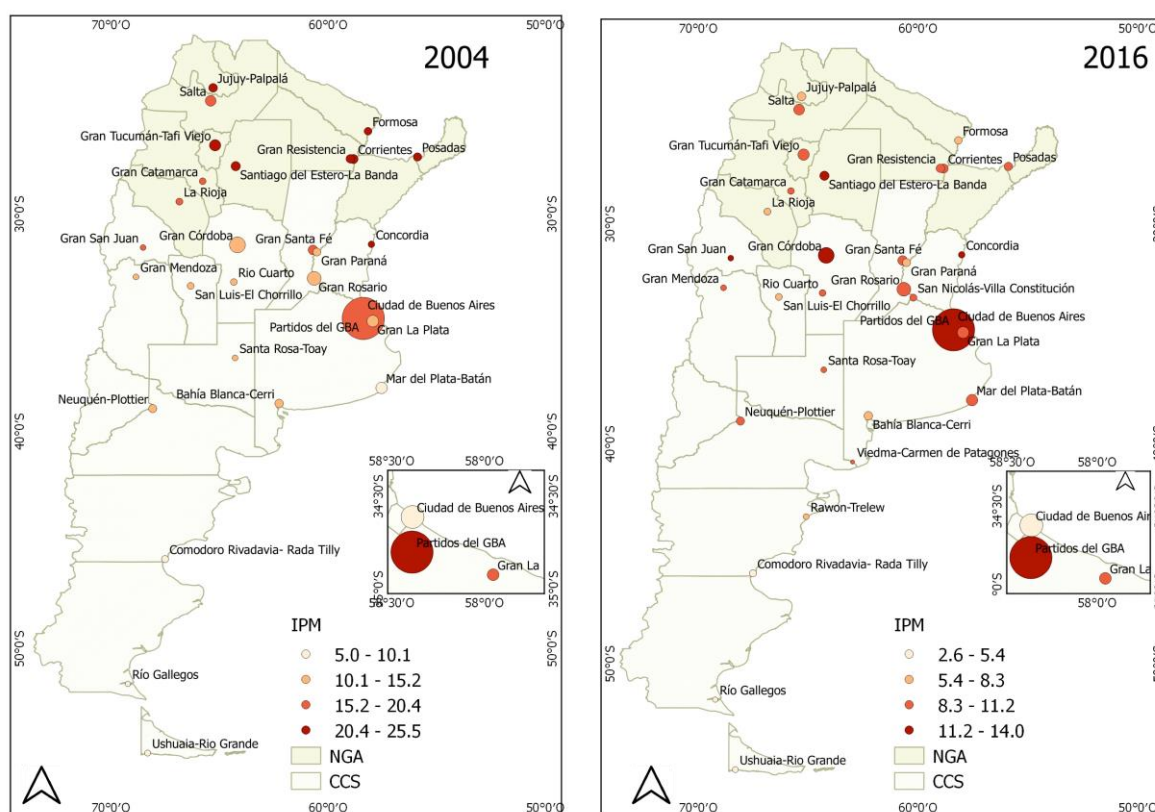 70°0'O 60°0'O 50°0'O
2004
Jujuy-Palpalá
Salta
Formosa
Gran Tucumán-Tafi Viejo
Gran Resistencia
Corrientes
Posadas
Santiago del Estero-La Banda
Gran Catamarca
La Rioja
30°0'S
30°0'S
Gran San Juan
Gran Córdoba
Gran Santa Fé
Concordia
Gran Paraná
Gran Mendoza
Rio Cuarto
San Luis-El Chorrillo
Gran Rosario
Ciudad de Buenos Aires
Partidos del GBA
Gran La Plata
Santa Rosa-Toay
Mar del Plata-Batán
Neuquén-Plottier
Bahía Blanca-Cerri
40°0'S
40°0'S
58°30'O 58°0'O
34°30'S
34°30'S
Ciudad de Buenos Aires
Partidos del GBA
Gran La
35°0'S
35°0'S
58°30'O 58°0'O
Comodoro Rivadavia- Rada Tilly
50°0'S
50°0'S
Río Gallegos
Ushuaia-Rio Grande
IPM
5.0 - 10.1
10.1 - 15.2
15.2 - 20.4
20.4 - 25.5
NGA
CCS
70°0'O 60°0'O 50°0'O
70°0'O 60°0'O 50°0'O
2016
Jujuy-Palpalá
Salta
Formosa
Gran Tucumán-Tafi Viejo
Gran Resistencia
Corrientes
Posadas
Santiago del Estero-La Banda
Gran Catamarca
La Rioja
30°0'S
Gran San Juan
Gran Córdoba
Gran Santa Fé
Concordia
Gran Paraná
Gran Mendoza
Rio Cuarto
Gran Rosario
San Nicolás-Villa Constitución
San Luis-El Chorrillo
Partidos del GBA
Ciudad de Buenos Aires
Gran La Plata
Santa Rosa-Toay
Mar del Plata-Batán
Neuquén-Plottier
Bahía Blanca-Cerri
40°0'S
Viedma-Carmen de Patagones
58°30'O 58°0'O
34°30'S
Ciudad de Buenos Air
Partidos del GBA
Gran La
°0'S
58°0'O
Rawon-Trelew
Comodoro Rivadavia- Rada Tilly
50°0'S
Río Gallegos
Ushuaia-Rio Grande
IPM
2.6 - 5.4
5.4 - 8.3
8.3 - 11.2
11.2 - 14.0
NGA
CCS
70°0'O 60°0'O 50°0'O